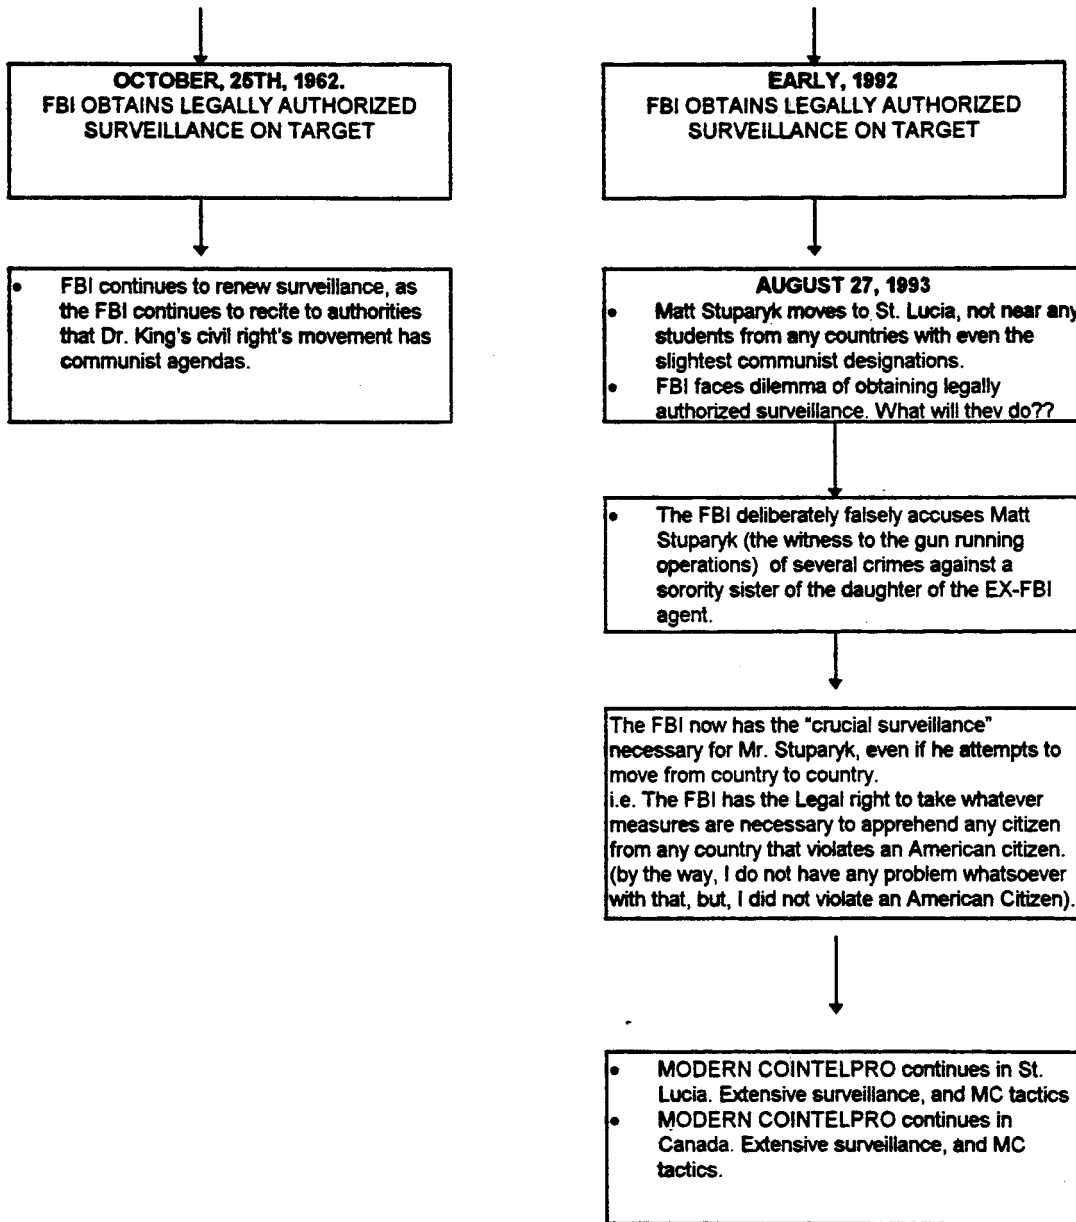 OCTOBER, 25TH, 1962.
FBI OBTAINS LEGALLY AUTHORIZED
SURVEILLANCE ON TARGET
• FBI continues to renew surveillance, as
the FBI continues to recite to authorities
that Dr. King's civil right's movement has
communist agendas.
EARLY, 1992
FBI OBTAINS LEGALLY AUTHORIZED
SURVEILLANCE ON TARGET
AUGUST 27, 1993
• Matt Stuparyk moves to St. Lucia, not near any
students from any countries with even the
slightest communist designations.
• FBI faces dilemma of obtaining legally
authorized surveillance. What will they do??
• The FBI deliberately falsely accuses Matt
Stuparyk (the witness to the gun running
operations) of several crimes against a
sorority sister of the daughter of the EX-FBI
agent.
The FBI now has the "crucial surveillance"
necessary for Mr. Stuparyk, even if he attempts to
move from country to country.
i.e. The FBI has the Legal right to take whatever
measures are necessary to apprehend any citizen
from any country that violates an American citizen.
(by the way, I do not have any problem whatsoever
with that, but, I did not violate an American Citizen).
• MODERN COINTELPRO continues in St.
Lucia. Extensive surveillance, and MC tactics
• MODERN COINTELPRO continues in
Canada. Extensive surveillance, and MC
tactics.